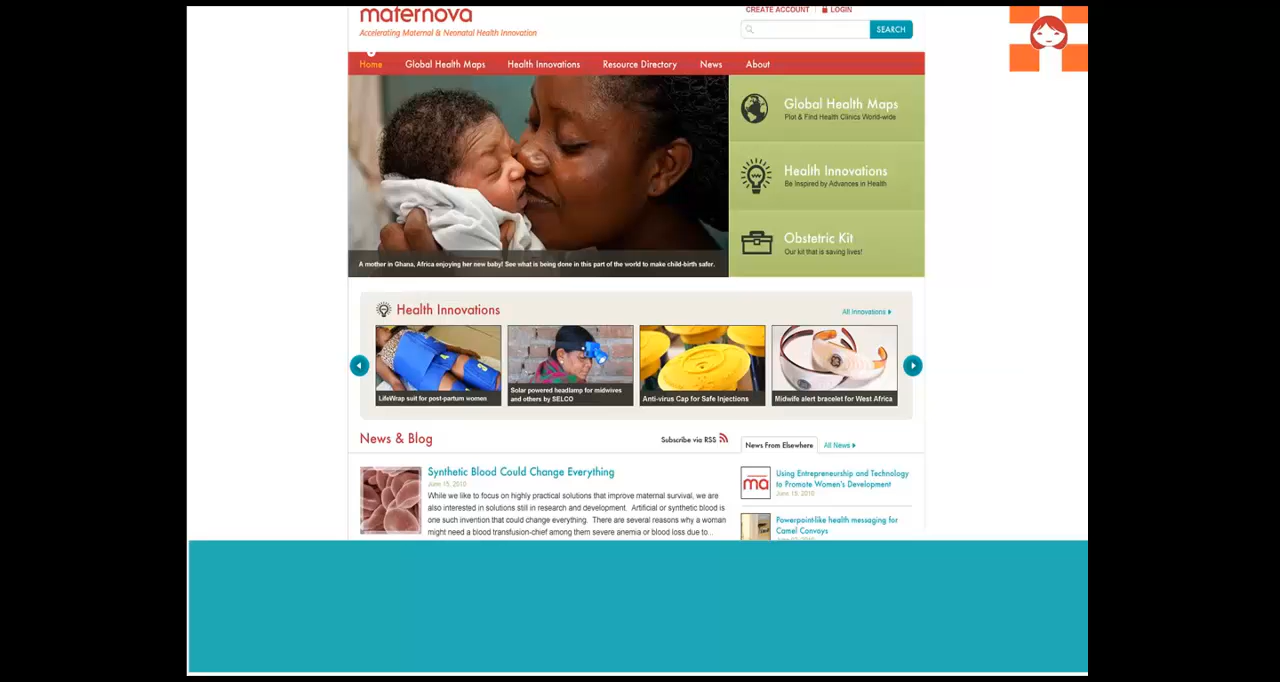 maternova
Accelerating Maternal & Neonatal Health Innovation
CREATE ACCOUNT
LOGIN
SEARCH
Home
Global Health Maps
Health Innovations
Resource Directory
News
About
A mother in Ghana, Africa enjoying her new baby! See what is being done in this part of the world to make child-birth safer.
Global Health Maps
Plot & Find Health Clinics World-wide
Health Innovations
Be Inspired by Advances in Health
Obstetric Kit
Our kit that is saving lives!
Health Innovations
All Innovations
LifeWrap suit for post-partum women
Solar powered headlamp for midwives
and others by SELCO
Anti-virus Cap for Safe Injections
Midwife alert bracelet for West Africa
News & Blog
Subscribe via RSS
Synthetic Blood Could Change Everything
June 15, 2010
While we like to focus on highly practical solutions that improve maternal survival, we are
also interested in solutions still in research and development. Artificial or synthetic blood is
one such invention that could change everything. There are several reasons why a woman
might need a blood transfusion-chief among them severe anemia or blood loss due to...
News From Elsewhere
All News
ma
Using Entrepreneurship and Technology
to Promote Women's Development
June 19, 2010
Powerpoint-like health messaging for
Camel Convoys